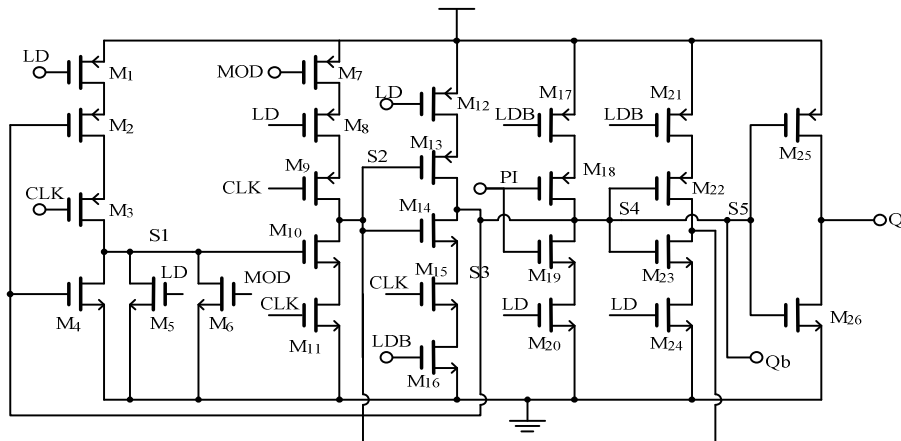 LD
M1
M2
CLK
M3
S1
M4
LD
M5
MOD
M6
MOD
M7
LD
M8
M9
CLK
M10
CLK
M11
S2
LD
M12
M13
M14
S3
CLK
M15
LDB
M16
M17
LDB
PI
M18
M19
LD
M20
S4
M21
LDB
M22
M23
LD
M24
S5
M25
M26
Q
Qb